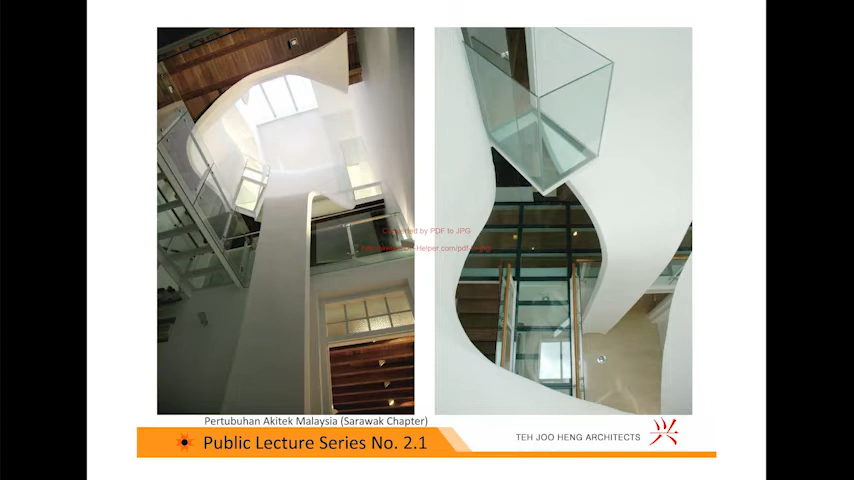 Converted by PDF to JPG
Pertubuhan Akitek Malaysia (Sarawak Chapter)
Public Lecture Series No. 2.1
TEH JOO HENG ARCHITECTS
兴